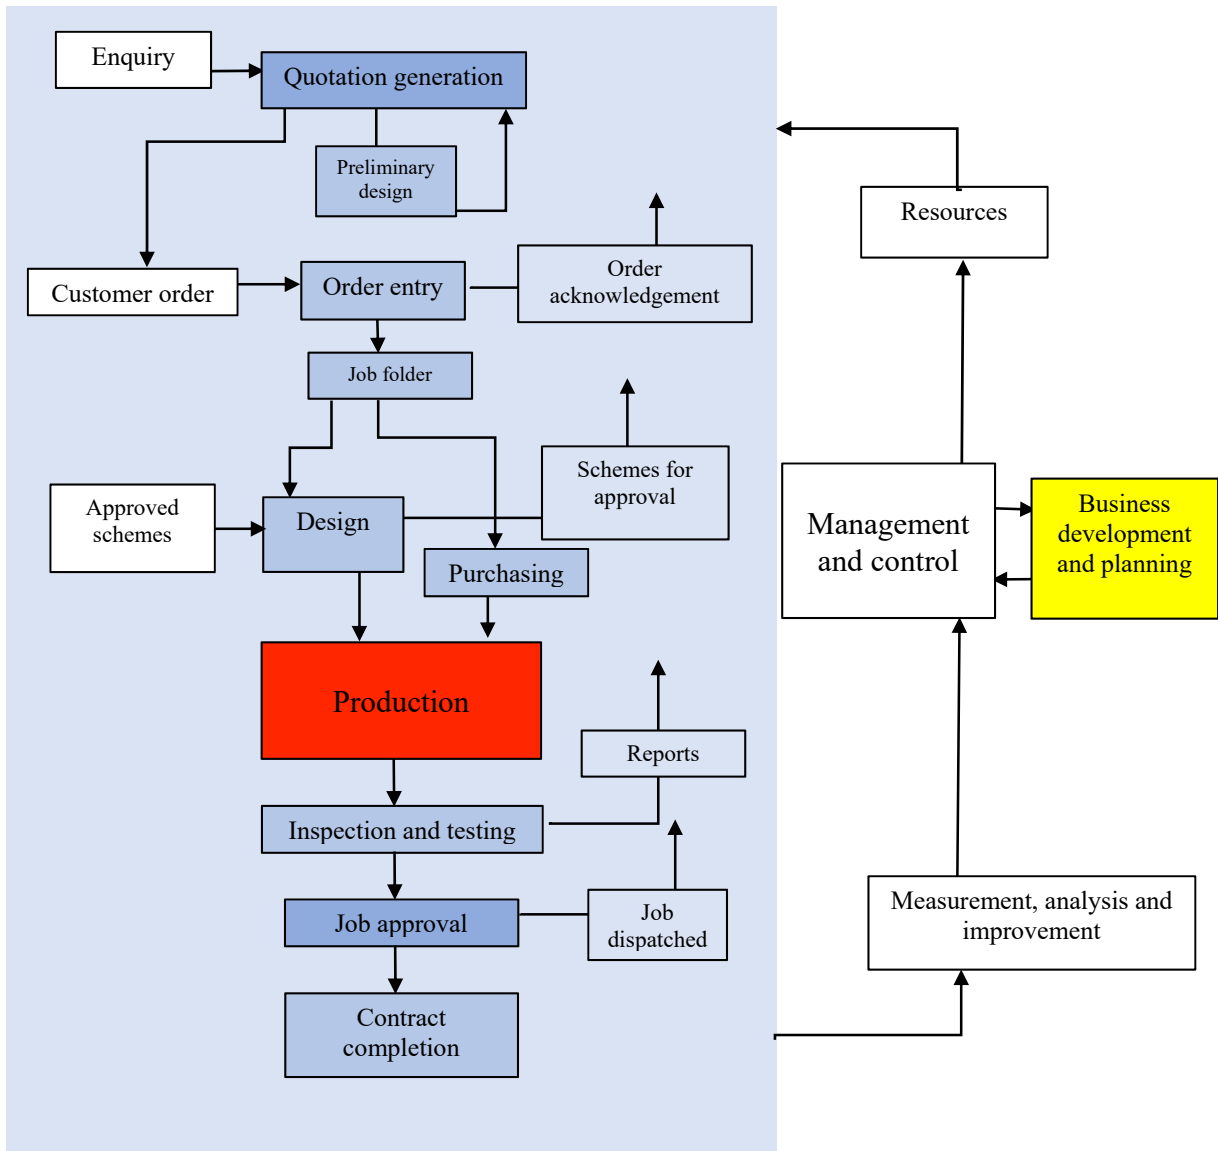 Enquiry
Quotation generation
Preliminary
design
Resources
Customer order
Order entry
Order
acknowledgement
Job folder
Schemes for
approval
Approved
schemes
Design
Purchasing
Management
and control
Business
development
and planning
Production
Reports
Inspection and testing
Job approval
Job
dispatched
Measurement, analysis and
improvement
Contract
completion